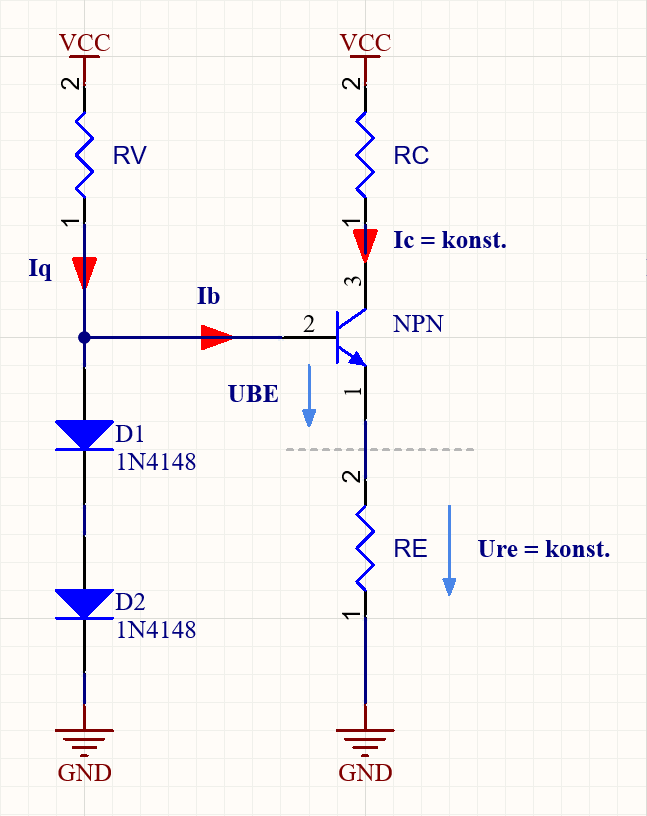 VCC
VCC
2
2
RV
RC
1
1
Ic = konst.
Iq
3
Ib
2
NPN
UBE
1
D1
1N4148
2
RE
Ure = konst.
D2
1
1N4148
GND
GND